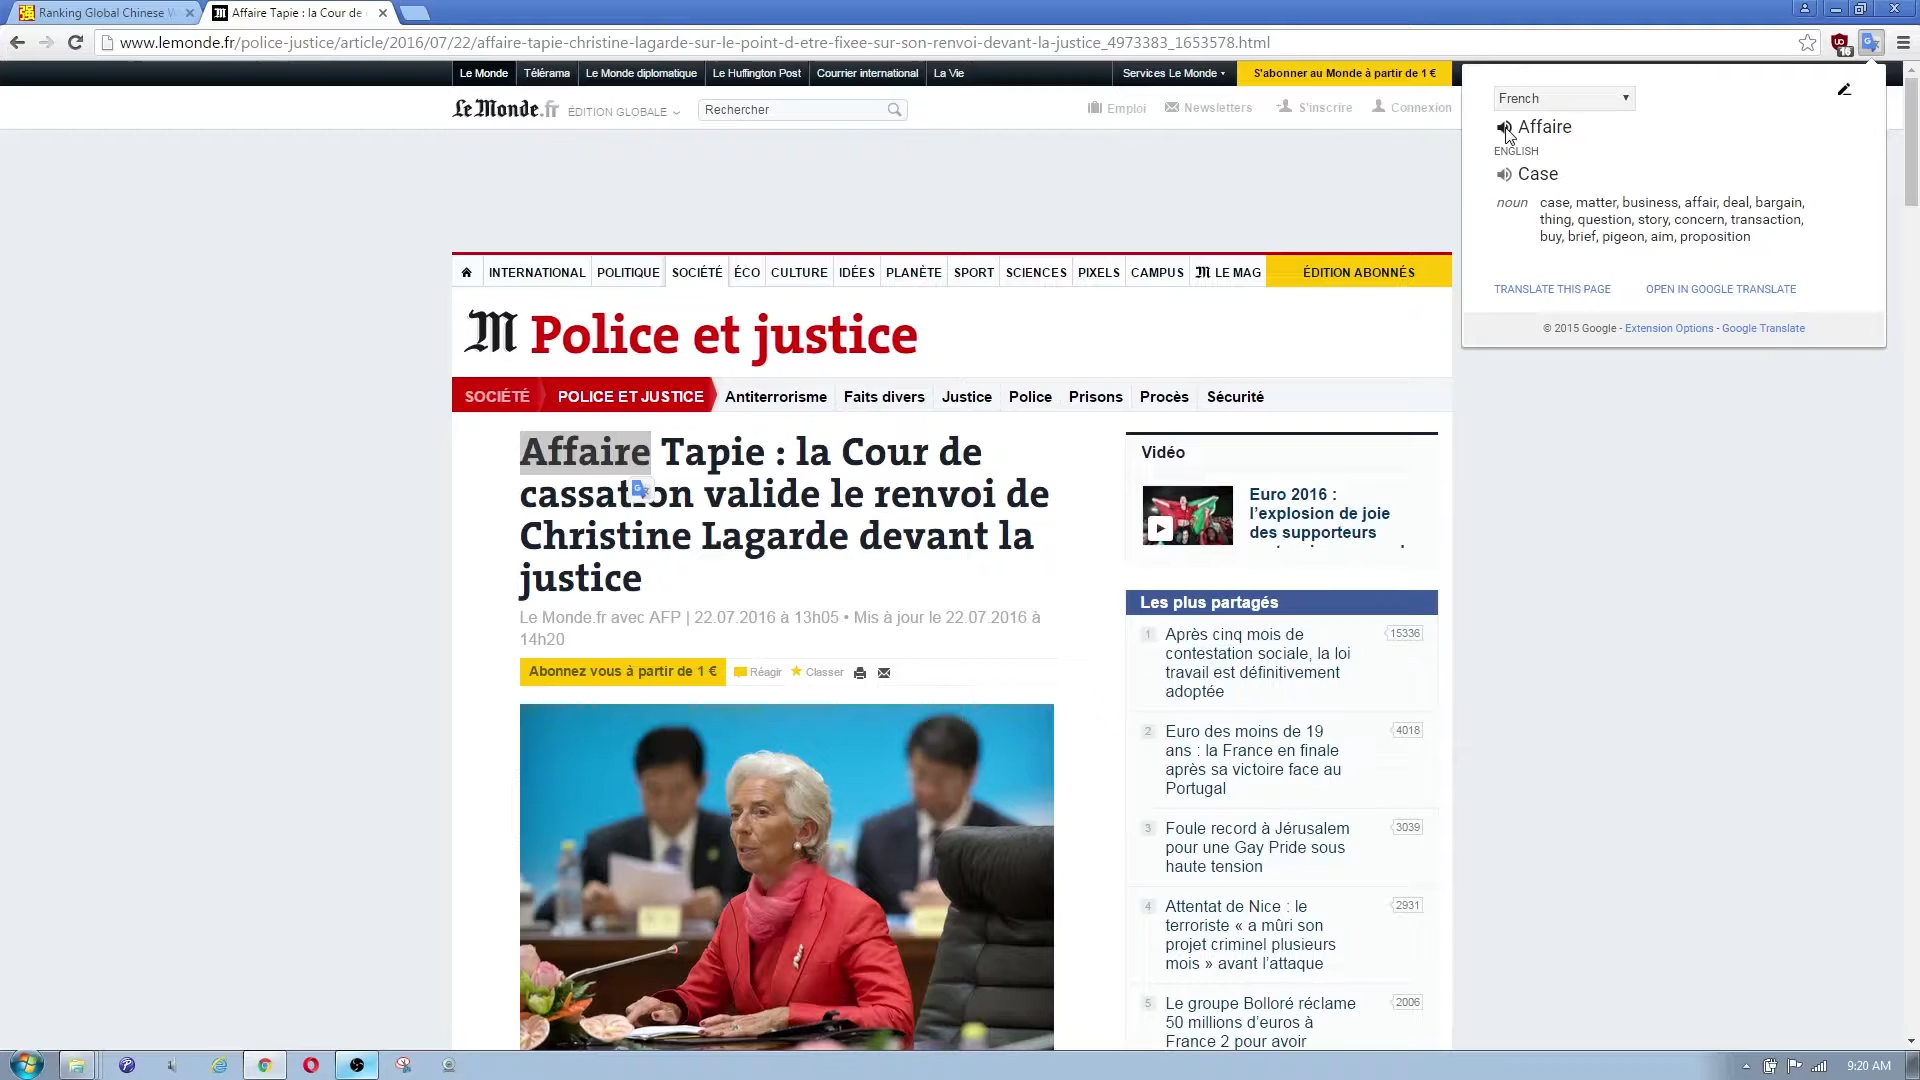 Ranking Global Chinese
Affaire Tapie : la Cour de
www.lemonde.fr/police-justice/article/2016/07/22/affaire-tapie-christine-lagarde-sur-le-point-d-etre-fixee-sur-son-renvoi-devant-la-justice_4973383_1653578.html
16
Le Monde Télérama Le Monde diplomatique Le Huffington Post Courrier international La Vie Services Le Monde S'abonner au Monde à partir de 1 €
Le Monde.fr ÉDITION GLOBALE Rechercher Emploi Newsletters S'inscrire Connexion
French
Affaire
ENGLISH
Case
noun case, matter, business, affair, deal, bargain,
thing, question, story, concern, transaction,
buy, brief, pigeon, aim, proposition
TRANSLATE THIS PAGE OPEN IN GOOGLE TRANSLATE
© 2015 Google - Extension Options - Google Translate
INTERNATIONAL POLITIQUE SOCIÉTÉ ÉCO CULTURE IDÉES PLANÈTE SPORT SCIENCES PIXELS CAMPUS M LE MAG ÉDITION ABONNÉS
M Police et justice
SOCIÉTÉ POLICE ET JUSTICE Antiterrorisme Faits divers Justice Police Prisons Procès Sécurité
Affaire Tapie : la Cour de
cassation valide le renvoi de
Christine Lagarde devant la
justice
Le Monde.fr avec AFP | 22.07.2016 à 13h05 • Mis à jour le 22.07.2016 à
14h20
Abonnez vous à partir de 1 € Réagir Classer
Vidéo
Euro 2016 :
l'explosion de joie
des supporteurs
Les plus partagés
1 Après cinq mois de 15336
contestation sociale, la loi
travail est définitivement
adoptée
2 Euro des moins de 19 4018
ans : la France en finale
après sa victoire face au
Portugal
3 Foule record à Jérusalem 3039
pour une Gay Pride sous
haute tension
4 Attentat de Nice : le 2931
terroriste « a mûri son
projet criminel plusieurs
mois » avant l'attaque
5 Le groupe Bolloré réclame 2006
50 millions d'euros à
France 2 pour avoir
9:20 AM